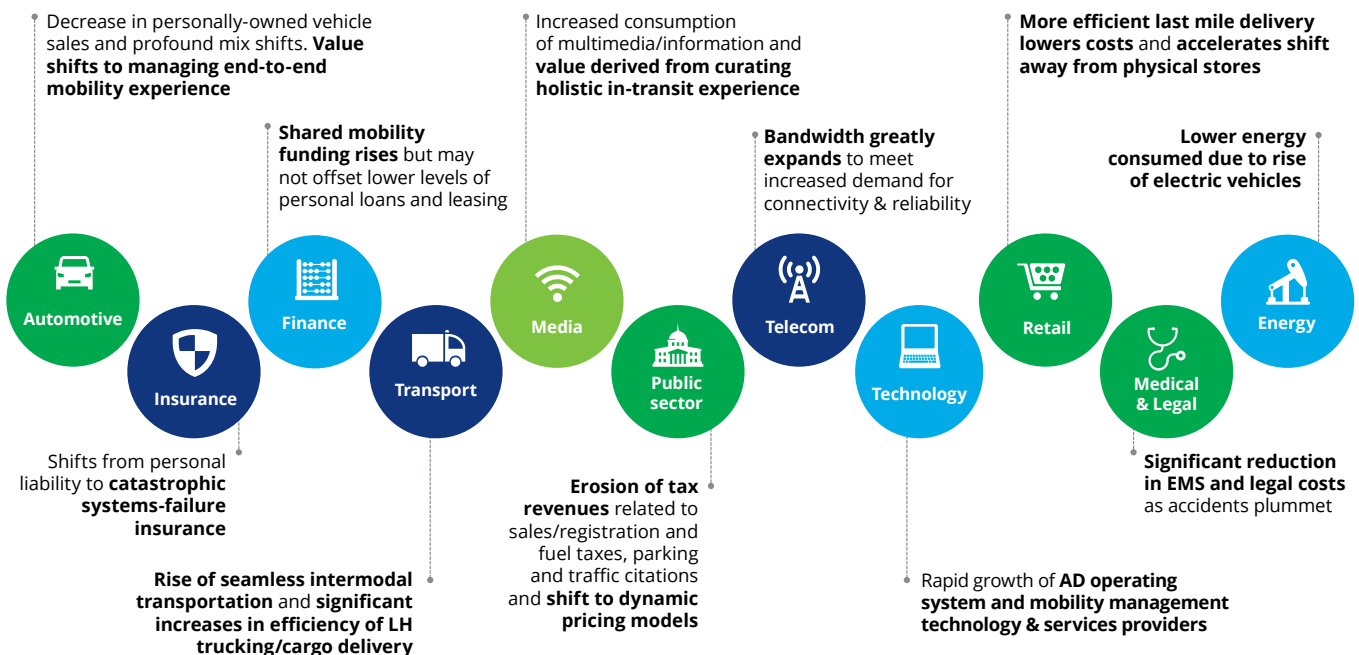 Decrease in personally-owned vehicle
sales and profound mix shifts. Value
shifts to managing end-to-end
mobility experience
Increased consumption
of multimedia/information and
value derived from curating
holistic in-transit experience
More efficient last mile delivery
lowers costs and accelerates shift
away from physical stores
Shared mobility
funding rises but may
not offset lower levels of
personal loans and leasing
Bandwidth greatly
expands to meet
increased demand for
connectivity & reliability
Lower energy
consumed due to rise
of electric vehicles
Automotive
Insurance
Finance
Transport
Media
Public
sector
Telecom
Technology
Retail
Medical
& Legal
Energy
Shifts from personal
liability to catastrophic
systems-failure
insurance
Rise of seamless intermodal
transportation and significant
increases in efficiency of LH
trucking/cargo delivery
Erosion of tax
revenues related to
sales/registration and
fuel taxes, parking
and traffic citations
and shift to dynamic
pricing models
Rapid growth of AD operating
system and mobility management
technology & services providers
Significant reduction
in EMS and legal costs
as accidents plummet